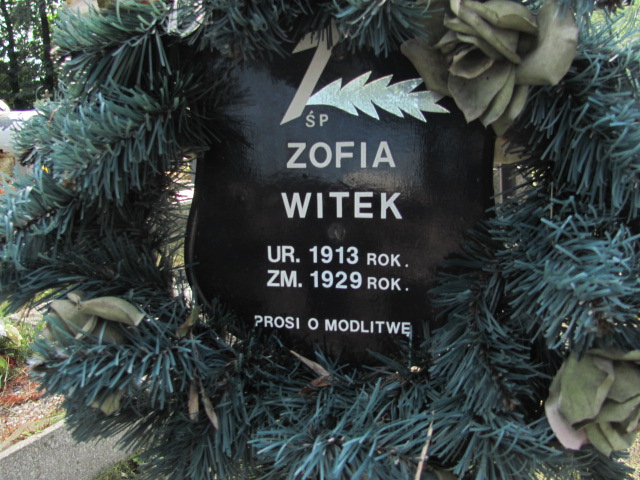 ŚP
ZOFIA
WITEK
UR. 1913 ROK.
ZM. 1929 ROK.
PROSI O MODLITWĘ